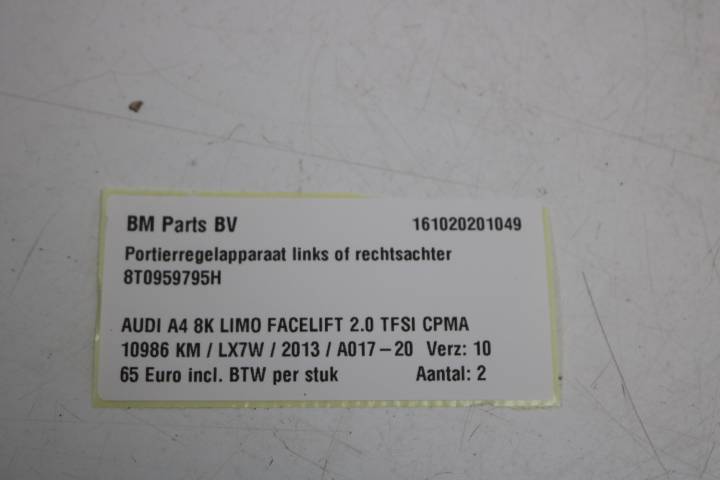 BM Parts BV 161020201049
Portierregelapparaat links of rechtsachter
8T0959795H
AUDI A4 8K LIMO FACELIFT 2.0 TFSI CPMA
10986 KM / LX7W / 2013 / A017-20 Verz: 10
65 Euro incl. BTW per stuk Aantal: 2